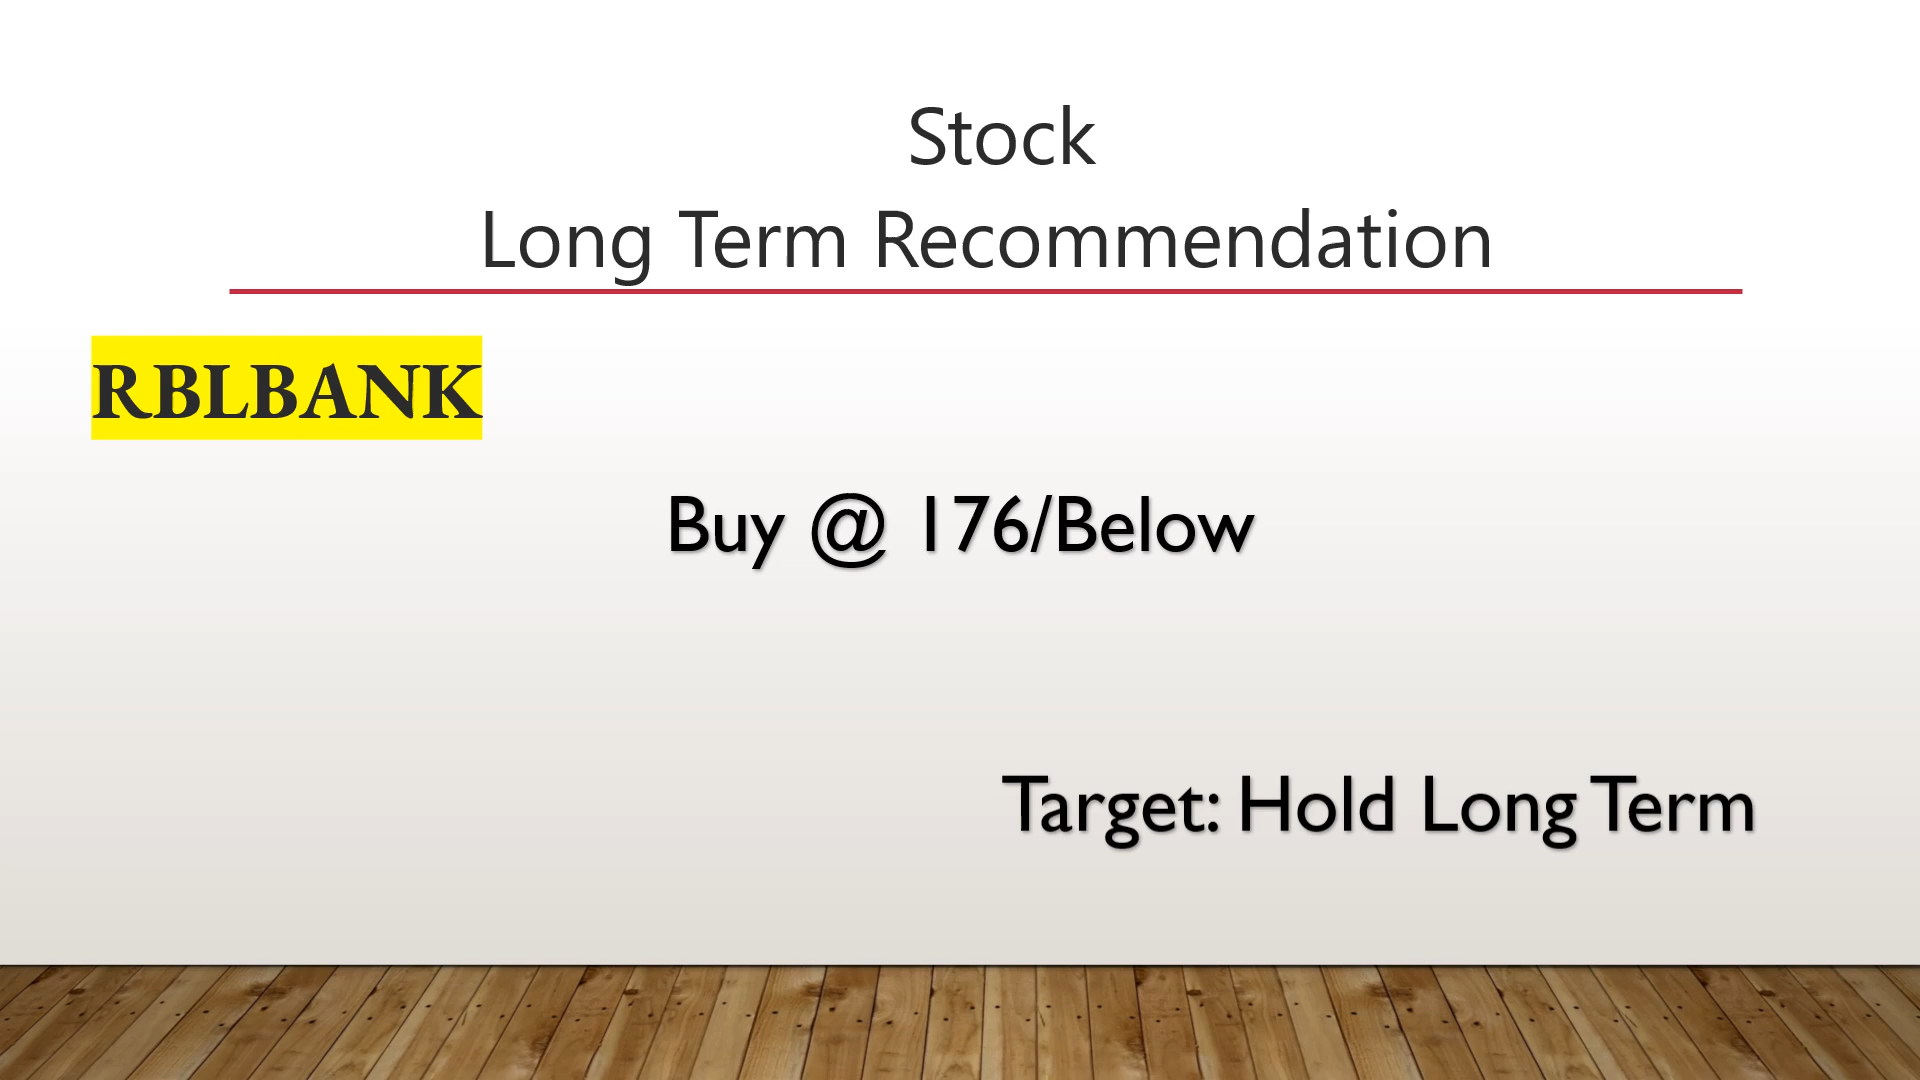 Stock
Long Term Recommendation
RBLBANK
Buy @ 176/Below
Target: Hold Long Term